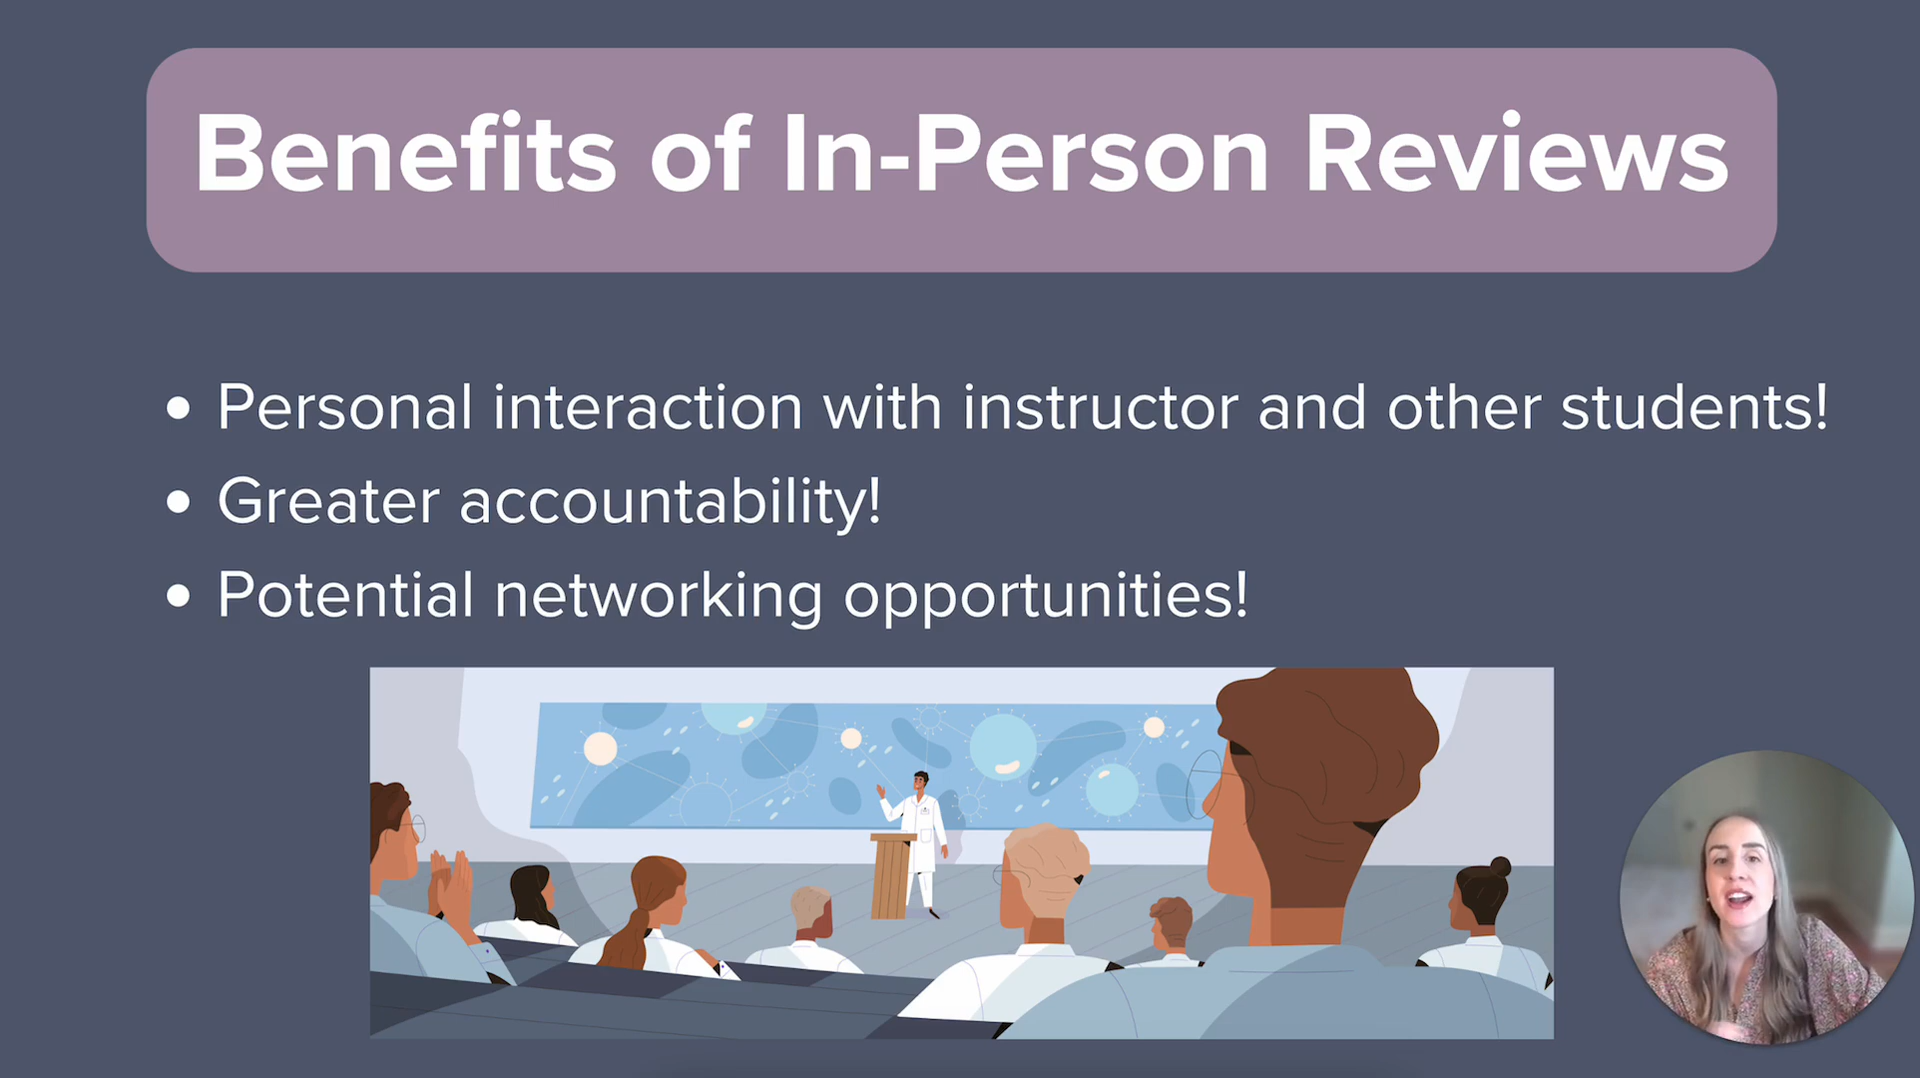 Benefits of In-Person Reviews
• Personal interaction with instructor and other students!
• Greater accountability!
• Potential networking opportunities!